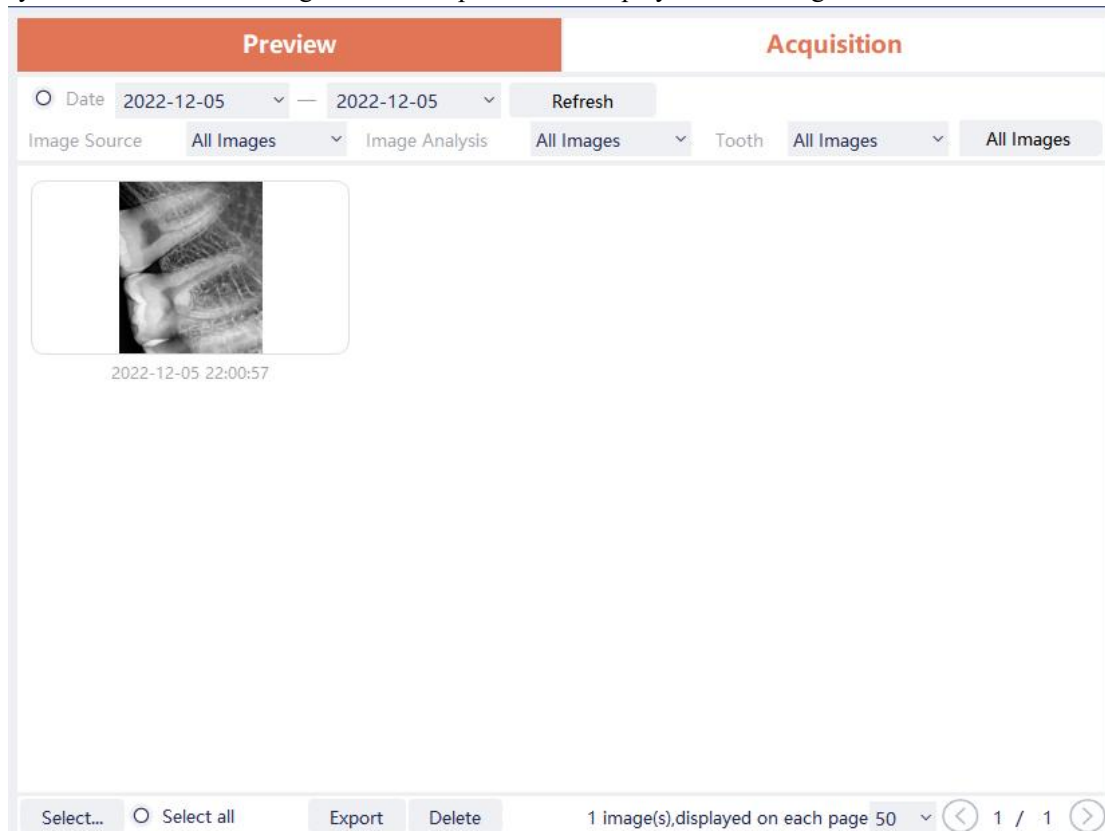 Preview Acquisition
Date 2022-12-05 — 2022-12-05 Refresh
Image Source All Images Image Analysis All Images Tooth All Images All Images
2022-12-05 22:00:57
Select... Select all Export Delete 1 image(s),displayed on each page 50 1 / 1